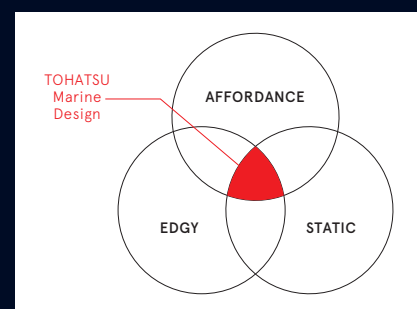 TOHATSU
Marine
Design
AFFORDANCE
EDGY
STATIC